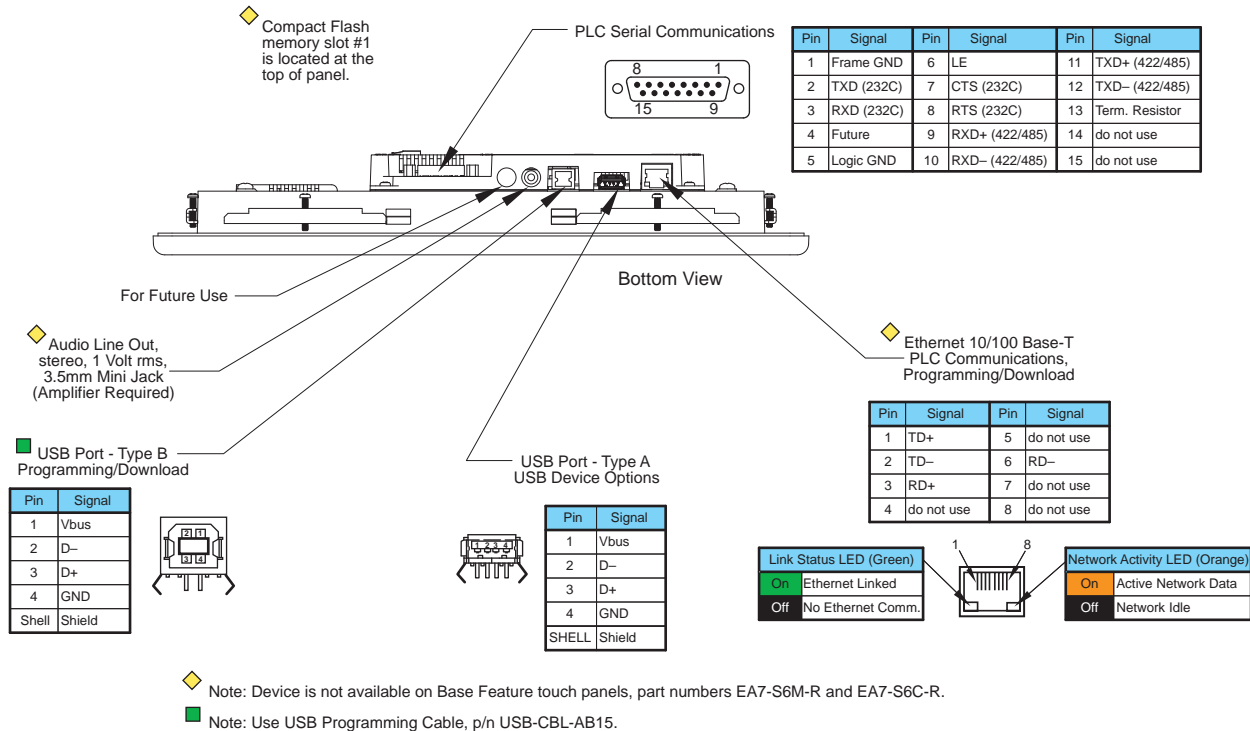 Compact Flash
memory slot #1
is located at the
top of panel.
PLC Serial Communications
8 1
15 9
Pin Signal Pin Signal Pin Signal
1 Frame GND 6 LE 11 TXD+ (422/485)
2 TXD (232C) 7 CTS (232C) 12 TXD– (422/485)
3 RXD (232C) 8 RTS (232C) 13 Term. Resistor
4 Future 9 RXD+ (422/485) 14 do not use
5 Logic GND 10 RXD– (422/485) 15 do not use
Bottom View
For Future Use
Audio Line Out,
stereo, 1 Volt rms,
3.5mm Mini Jack
(Amplifier Required)
Ethernet 10/100 Base-T
PLC Communications,
Programming/Download
USB Port - Type B
Programming/Download
Pin Signal
1 Vbus
2 D–
3 D+
4 GND
Shell Shield
2 1
3 4
USB Port - Type A
USB Device Options
1 2 3 4
Pin Signal
1 Vbus
2 D–
3 D+
4 GND
SHELL Shield
Pin Signal Pin Signal
1 TD+ 5 do not use
2 TD– 6 RD–
3 RD+ 7 do not use
4 do not use 8 do not use
Link Status LED (Green)
On Ethernet Linked
Off No Ethernet Comm.
1 8
Network Activity LED (Orange)
On Active Network Data
Off Network Idle
Note: Device is not available on Base Feature touch panels, part numbers EA7-S6M-R and EA7-S6C-R.
Note: Use USB Programming Cable, p/n USB-CBL-AB15.